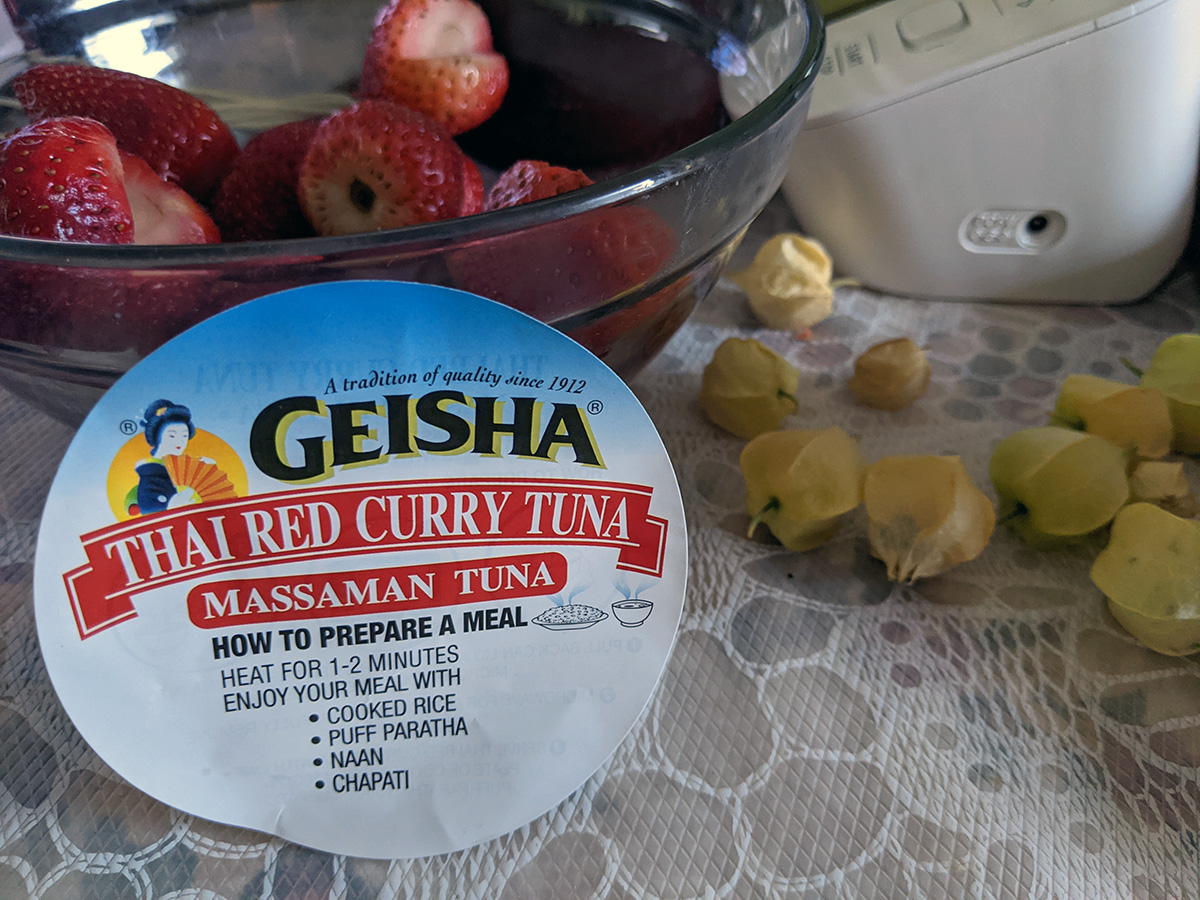 A tradition of quality since 1912
® GEISHA®
THAI RED CURRY TUNA
MASSAMAN TUNA
HOW TO PREPARE A MEAL
HEAT FOR 1-2 MINUTES
ENJOY YOUR MEAL WITH
• COOKED RICE
• PUFF PARATHA
• NAAN
• CHAPATI